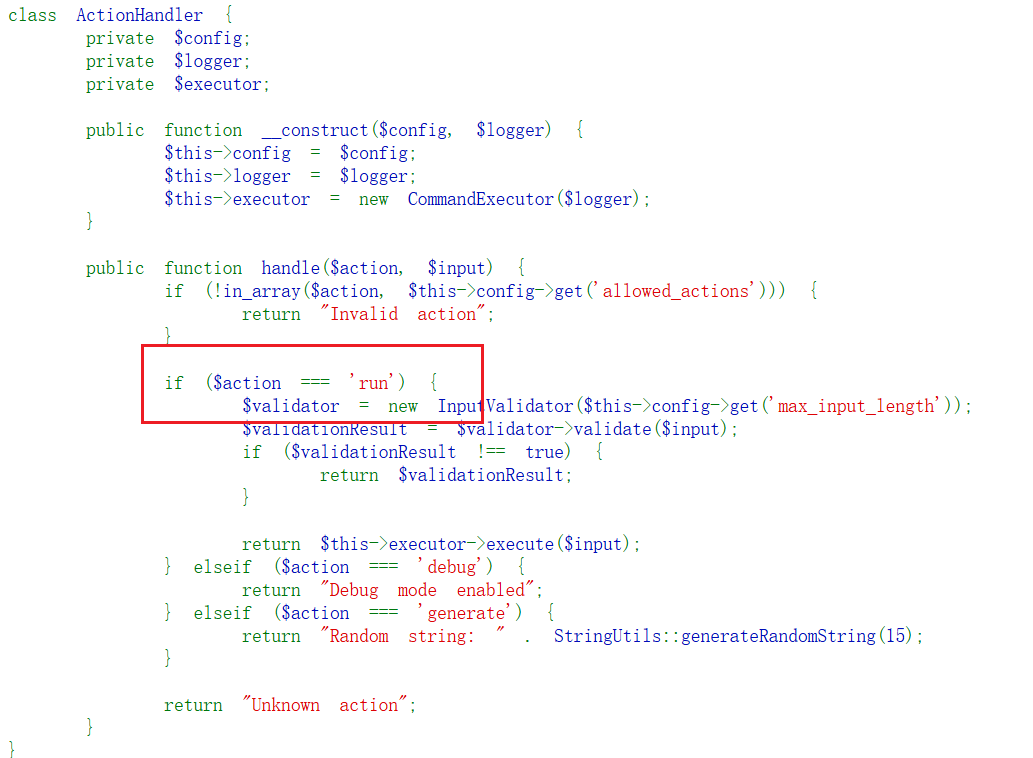 class ActionHandler {
private $config;
private $logger;
private $executor;
public function __construct($config, $logger) {
$this->config = $config;
$this->logger = $logger;
$this->executor = new CommandExecutor($logger);
}
public function handle($action, $input) {
if (!in_array($action, $this->config->get('allowed_actions'))) {
return "Invalid action";
}
if ($action === 'run') {
$validator = new InputValidator($this->config->get('max_input_length'));
$validationResult = $validator->validate($input);
if ($validationResult !== true) {
return $validationResult;
}
return $this->executor->execute($input);
} elseif ($action === 'debug') {
return "Debug mode enabled";
} elseif ($action === 'generate') {
return "Random string: " . StringUtils::generateRandomString(15);
}
return "Unknown action";
}
}